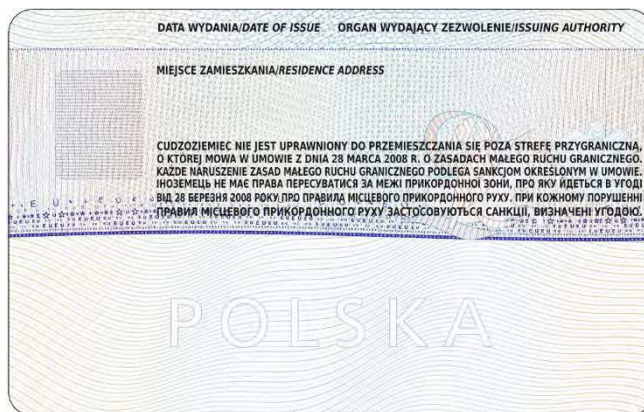 DATA WYDANIA/DATE OF ISSUE ORGAN WYDAJĄCY ZEZWOLENIE/ISSUING AUTHORITY
MIEJSCE ZAMIESZKANIA/RESIDENCE ADDRESS
CUDZOZIEMIEC NIE JEST UPRAWNIONY DO PRZEMIESZCZANIA SIĘ POZA STREFĘ PRZYGRANICZNĄ,
O KTÓREJ MOWA W UMOWIE Z DNIA 28 MARCA 2008 R. O ZASADACH MAŁEGO RUCHU GRANICZNEGO.
KAŻDE NARUSZENIE ZASAD MAŁEGO RUCHU GRANICZNEGO PODLEGA SANKCJOM OKREŚLONYM W UMOWIE.
ІНОЗЕМЕЦЬ НЕ МАЄ ПРАВА ПЕРЕСУВАТИСЯ ЗА МЕЖІ ПРИКОРДОННОЇ ЗОНИ, ПРО ЯКУ ЙДЕТЬСЯ В УГОДІ
ВІД 28 БЕРЕЗНЯ 2008 РОКУ ПРО ПРАВИЛА МІСЦЕВОГО ПРИКОРДОННОГО РУХУ. ПРИ КОЖНОМУ ПОРУШЕННІ
ПРАВИЛ МІСЦЕВОГО ПРИКОРДОННОГО РУХУ ЗАСТОСОВУЮТЬСЯ САНКЦІЇ, ВИЗНАЧЕНІ УГОДОЮ.
POLSKA